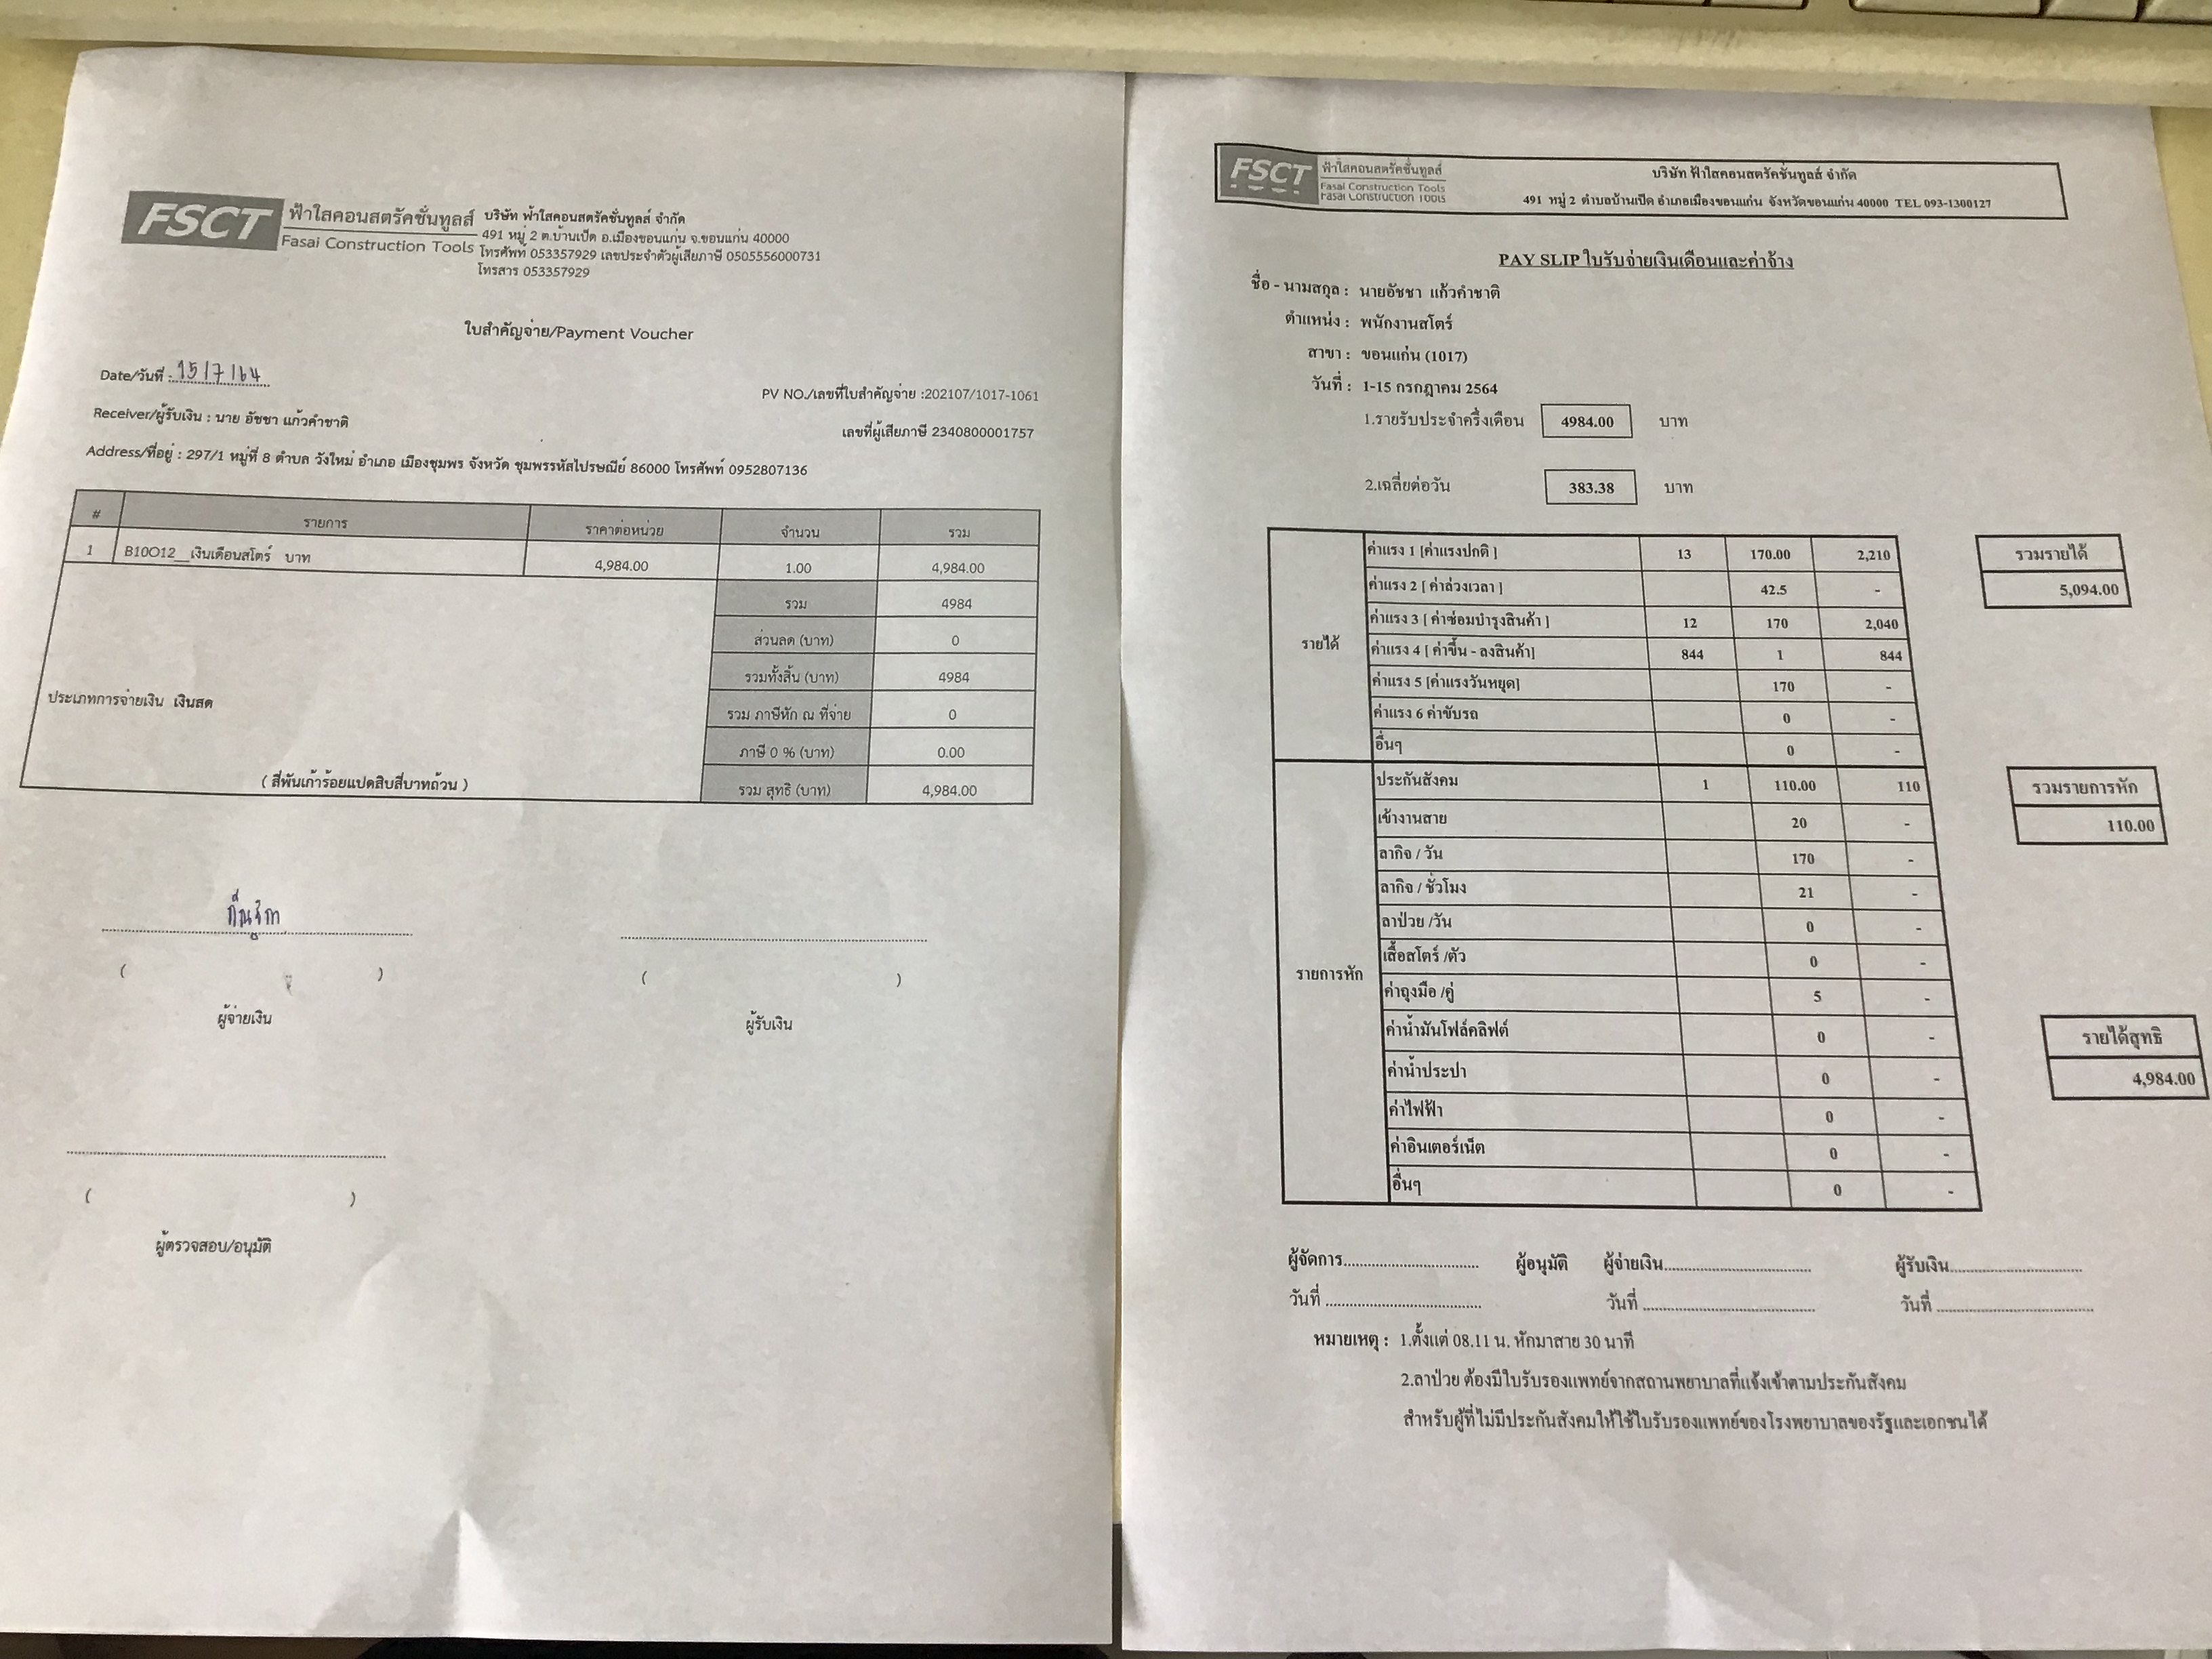 FSCT
ฟ้าใสคอนสตรัคชั่นทูลส์
Fasai Construction Tools
บริษัท ฟ้าใสคอนสตรัคชั่นทูลส์ จำกัด
491 หมู่ 2 ต.บ้านเป็ด อ.เมืองขอนแก่น จ.ขอนแก่น 40000
โทรศัพท์ 053357929 เลขประจำตัวผู้เสียภาษี 0505556000731
โทรสาร 053357929
ใบสำคัญจ่าย/Payment Voucher
Date/วันที่ : 15/7/64
PV NO./เลขที่ใบสำคัญจ่าย :202107/1017-1061
Receiver/ผู้รับเงิน : นาย อัชชา แก้วคำชาติ
เลขที่ผู้เสียภาษี 2340800001757
Address/ที่อยู่ : 297/1 หมู่ที่ 8 ตำบล วังใหม่ อำเภอ เมืองชุมพร จังหวัด ชุมพรรหัสไปรษณีย์ 86000 โทรศัพท์ 0952807136
# รายการ ราคาต่อหน่วย จำนวน รวม
1 B10O12__เงินเดือนสโตร์ บาท 4,984.00 1.00 4,984.00
รวม 4984
ส่วนลด (บาท) 0
รวมทั้งสิ้น (บาท) 4984
ประเภทการจ่ายเงิน เงินสด
รวม ภาษีหัก ณ ที่จ่าย 0
ภาษี 0 % (บาท) 0.00
( สี่พันเก้าร้อยแปดสิบสี่บาทถ้วน )
รวม สุทธิ (บาท) 4,984.00
( ) ( )
ผู้จ่ายเงิน ผู้รับเงิน
( )
ผู้ตรวจสอบ/อนุมัติ
FSCT
ฟ้าใสคอนสตรัคชั่นทูลส์
Fasai Construction Tools
Fasai Construction Tools
บริษัท ฟ้าใสคอนสตรัคชั่นทูลส์ จำกัด
491 หมู่ 2 ตำบลบ้านเป็ด อำเภอเมืองขอนแก่น จังหวัดขอนแก่น 40000 TEL 093-1300127
PAY SLIP ใบรับจ่ายเงินเดือนและค่าจ้าง
ชื่อ - นามสกุล : นายอัชชา แก้วคำชาติ
ตำแหน่ง : พนักงานสโตร์
สาขา : ขอนแก่น (1017)
วันที่ : 1-15 กรกฎาคม 2564
1.รายรับประจำครึ่งเดือน 4984.00 บาท
2.เฉลี่ยต่อวัน 383.38 บาท
รายได้
ค่าแรง 1 [ค่าแรงปกติ ] 13 170.00 2,210
ค่าแรง 2 [ ค่าล่วงเวลา ] 42.5 -
ค่าแรง 3 [ ค่าซ่อมบำรุงสินค้า ] 12 170 2,040
ค่าแรง 4 [ ค่าขึ้น - ลงสินค้า] 844 1 844
ค่าแรง 5 [ค่าแรงวันหยุด] 170 -
ค่าแรง 6 ค่าขับรถ 0 -
อื่นๆ 0 -
รวมรายได้
5,094.00
รายการหัก
ประกันสังคม 1 110.00 110
เข้างานสาย 20 -
ลากิจ / วัน 170 -
ลากิจ / ชั่วโมง 21 -
ลาป่วย /วัน 0 -
เสื้อสโตร์ /ตัว 0 -
ค่าถุงมือ /คู่ 5 -
ค่าน้ำมันโฟล์คลิฟต์ 0 -
ค่าน้ำประปา 0 -
ค่าไฟฟ้า 0 -
ค่าอินเตอร์เน็ต 0 -
อื่นๆ 0 -
รวมรายการหัก
110.00
รายได้สุทธิ
4,984.00
ผู้จัดการ ผู้อนุมัติ ผู้จ่ายเงิน ผู้รับเงิน
วันที่ วันที่ วันที่
หมายเหตุ : 1.ตั้งแต่ 08.11 น. หักมาสาย 30 นาที
2.ลาป่วย ต้องมีใบรับรองแพทย์จากสถานพยาบาลที่แจ้งเข้าตามประกันสังคม
สำหรับผู้ที่ไม่มีประกันสังคมให้ใช้ใบรับรองแพทย์ของโรงพยาบาลของรัฐและเอกชนได้